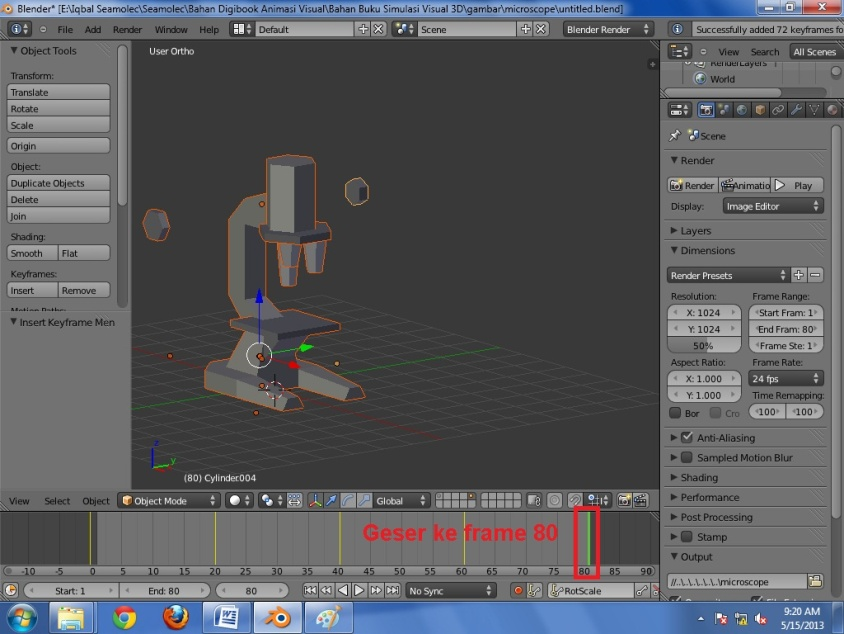 Blender* [E:\Iqbal Seamolec\Seamolec\Bahan Digibook Animasi Visual\Bahan Buku Simulasi Visual 3D\gambar\microscope\untitled.blend]
File Add Render Window Help Default Scene Blender Render Successfully added 72 keyframes fo
Object Tools
Transform:
Translate
Rotate
Scale
Origin
Object:
Duplicate Objects
Delete
Join
Shading:
Smooth Flat
Keyframes:
Insert Remove
Insert Keyframe Men
User Ortho
z
y
(80) Cylinder.004
View Search All Scenes
RenderLayers
World
Scene
Render
Render Animatio Play
Display: Image Editor
Layers
Dimensions
Render Presets
Resolution: Frame Range:
X: 1024 Start Fram: 1
Y: 1024 End Fram: 80
50% Frame Ste: 1
Aspect Ratio: Frame Rate:
X: 1.000 24 fps
Y: 1.000 Time Remapping:
Bor Cro 100 100
Anti-Aliasing
Sampled Motion Blur
Shading
Performance
Post Processing
Stamp
Output
//..\..\..\..\..\microscope
View Select Object Object Mode Global
Geser ke frame 80
-10 -5 0 5 10 15 20 25 30 35 40 45 50 55 60 65 70 75 80 85 90
Start: 1 End: 80 80 No Sync RotScale
9:20 AM
5/15/2013